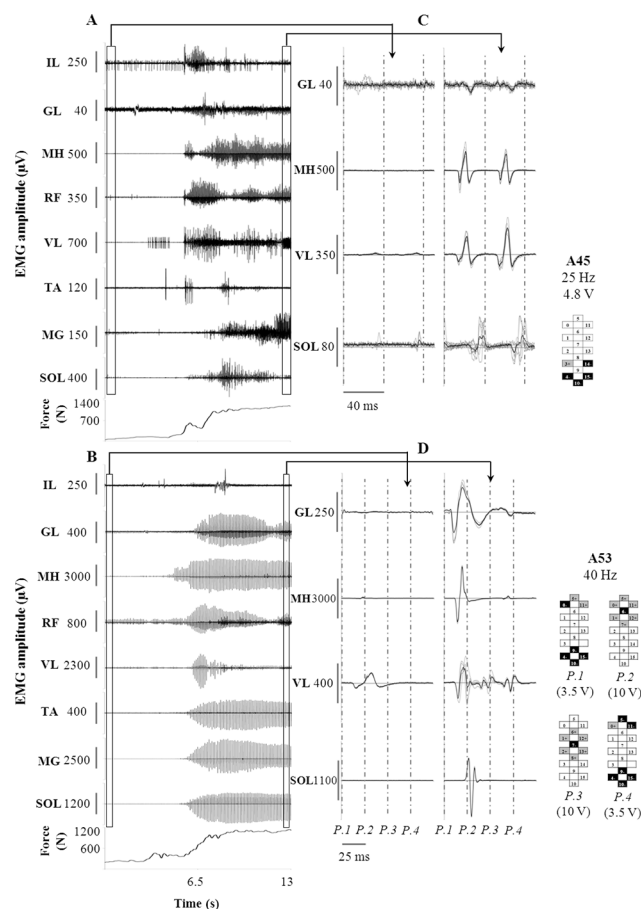 A
C
IL 250
GL 40
MH 500
RF 350
VL 700
TA 120
MG 150
SOL 400
EMG amplitude (µV)
Force (N)
1400
700
GL 40
MH 500
VL 350
SOL 80
40 ms
A45
25 Hz
4.8 V
B
D
IL 250
GL 400
MH 3000
RF 800
VL 2300
TA 400
MG 2500
SOL 1200
EMG amplitude (µV)
Force (N)
1200
600
6.5
13
Time (s)
GL 250
MH 3000
VL 400
SOL 1100
P.1 P.2 P.3 P.4
25 ms
A53
40 Hz
P.1
(3.5 V)
P.2
(10 V)
P.3
(10 V)
P.4
(3.5 V)